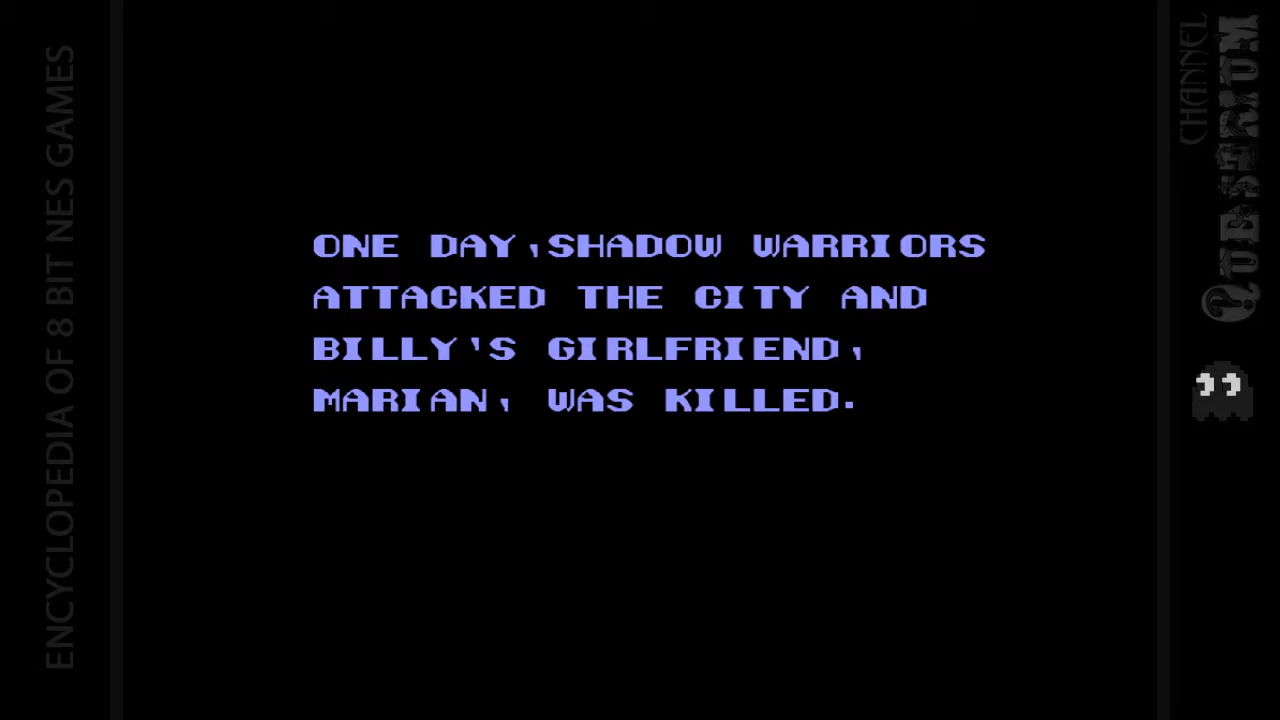 ENCYCLOPEDIA OF 8 BIT NES GAMES
ONE DAY,SHADOW WARRIORS
ATTACKED THE CITY AND
BILLY'S GIRLFRIEND,
MARIAN, WAS KILLED.
CHANNEL
QUESERIUM